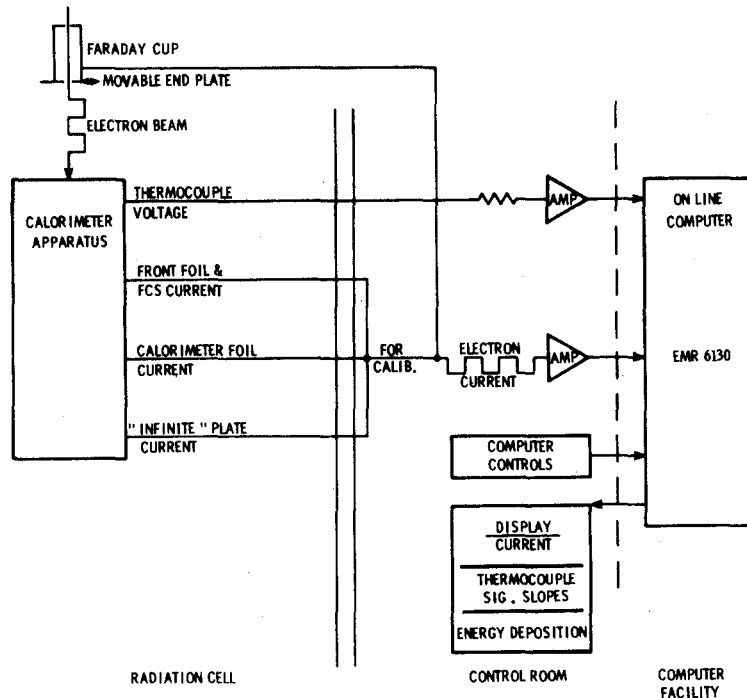 FARADAY CUP
MOVABLE END PLATE
ELECTRON BEAM
CALORIMETER
APPARATUS
THERMOCOUPLE
VOLTAGE
FRONT FOIL &
FCS CURRENT
CALORIMETER FOIL
CURRENT
"INFINITE" PLATE
CURRENT
FOR
CALIB.
ELECTRON
CURRENT
AMP
AMP
ON LINE
COMPUTER
EMR 6130
COMPUTER
CONTROLS
DISPLAY
CURRENT
THERMOCOUPLE
SIG. SLOPES
ENERGY DEPOSITION
RADIATION CELL
CONTROL ROOM
COMPUTER
FACILITY